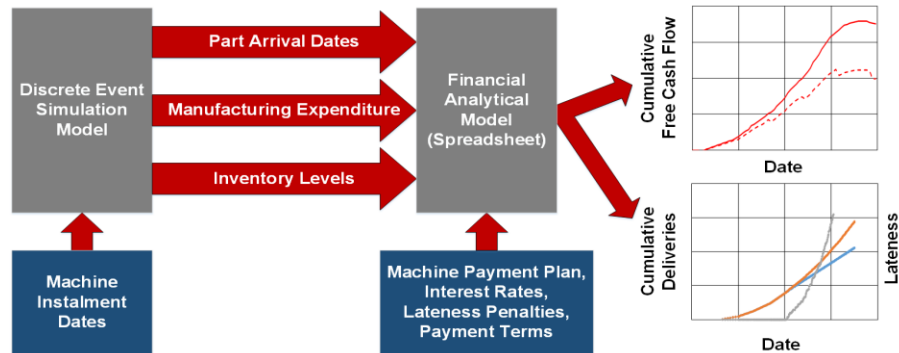 Discrete Event
Simulation
Model
Part Arrival Dates
Manufacturing Expenditure
Inventory Levels
Financial
Analytical
Model
(Spreadsheet)
Machine
Instalment
Dates
Machine Payment Plan,
Interest Rates,
Lateness Penalties,
Payment Terms
Cumulative
Free Cash Flow
Date
Cumulative
Deliveries
Lateness
Date